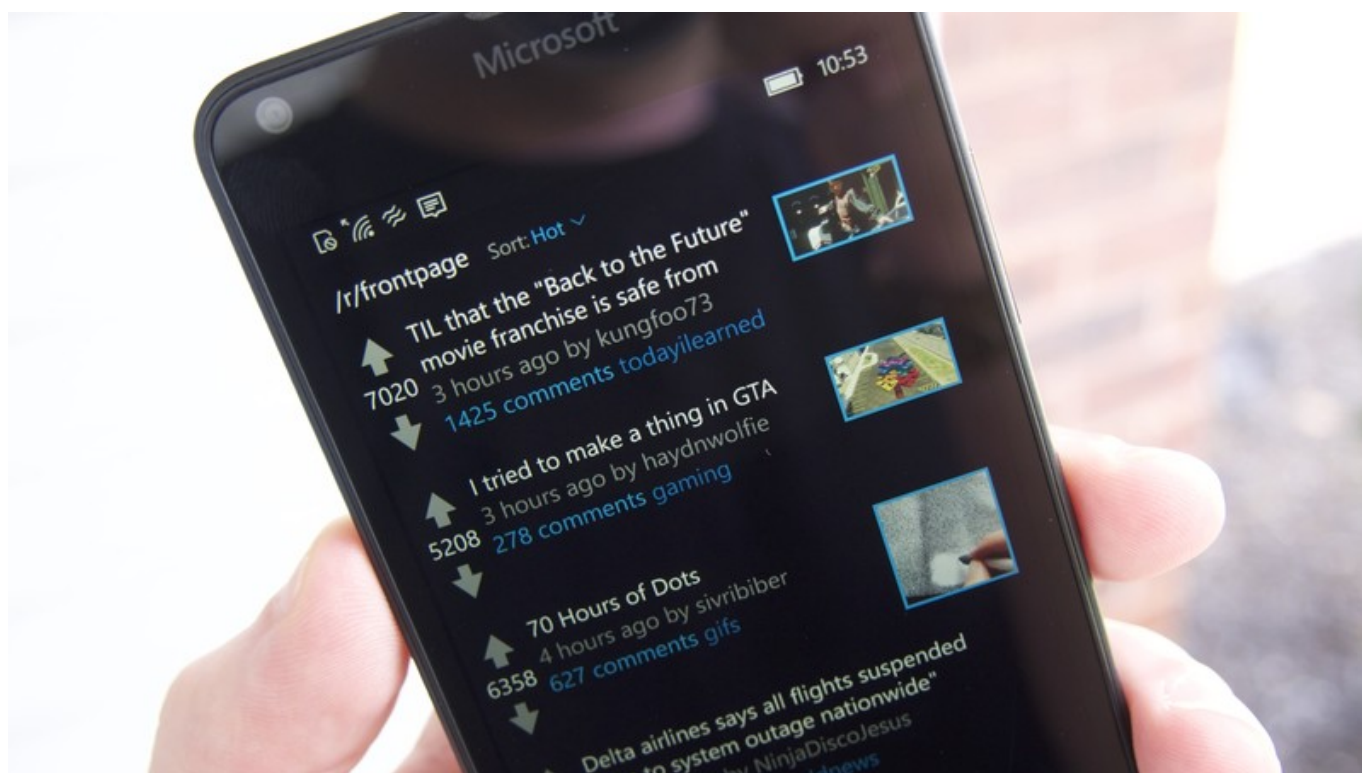 Microsoft
10:53
/r/frontpage Sort: Hot
TIL that the "Back to the Future"
movie franchise is safe from
3 hours ago by kungfoo73
1425 comments todayilearned
7020
I tried to make a thing in GTA
3 hours ago by haydnwolfie
278 comments gaming
5208
70 Hours of Dots
4 hours ago by sivribiber
627 comments gifs
6358
Delta airlines says all flights suspended
to system outage nationwide"
by NinjaDiscoJesus